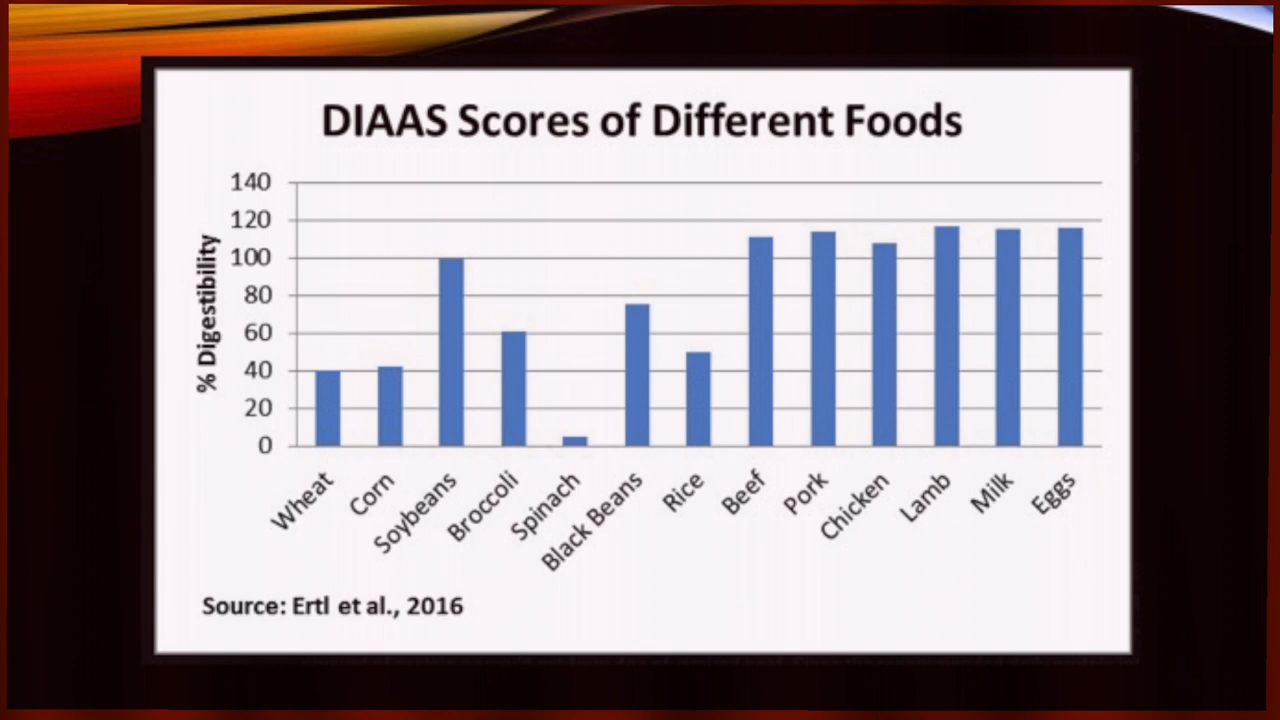 DIAAS Scores of Different Foods
% Digestibility
140
120
100
80
60
40
20
0
Wheat
Corn
Soybeans
Broccoli
Spinach
Black Beans
Rice
Beef
Pork
Chicken
Lamb
Milk
Eggs
Source: Ertl et al., 2016